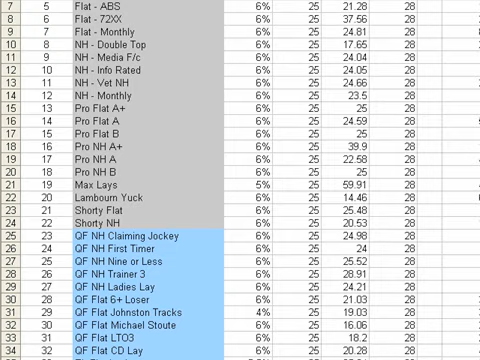 7 5 Flat - ABS 6% 25 21.28 28
8 6 Flat - 72XX 6% 25 37.56 28
9 7 Flat - Monthly 6% 25 24.81 28
10 8 NH - Double Top 6% 25 17.65 28
11 9 NH - Media F/c 6% 25 24.04 28
12 10 NH - Info Rated 6% 25 24.05 28
13 11 NH - Vet NH 6% 25 24.66 28
14 12 NH - Monthly 6% 25 23.5 28
15 13 Pro Flat A+ 6% 25 25 28
16 14 Pro Flat A 6% 25 24.59 28
17 15 Pro Flat B 6% 25 25 28
18 16 Pro NH A+ 6% 25 39.9 28
19 17 Pro NH A 6% 25 22.58 28
20 18 Pro NH B 6% 25 25 28
21 19 Max Lays 5% 25 59.91 28
22 20 Lambourn Yuck 6% 25 14.46 28
23 21 Shorty Flat 6% 25 25.48 28
24 22 Shorty NH 6% 25 20.53 28
25 23 QF NH Claiming Jockey 6% 25 24.98 28
26 24 QF NH First Timer 6% 25 24 28
27 25 QF NH Nine or Less 6% 25 25.52 28
28 26 QF NH Trainer 3 6% 25 28.91 28
29 27 QF NH Ladies Lay 6% 25 24.21 28
30 28 QF Flat 6+ Loser 6% 25 21.03 28
31 29 QF Flat Johnston Tracks 4% 25 19.03 28
32 30 QF Flat Michael Stoute 6% 25 16.06 28
33 31 QF Flat LTO3 6% 25 18.2 28
34 32 QF Flat CD Lay 6% 25 20.28 28